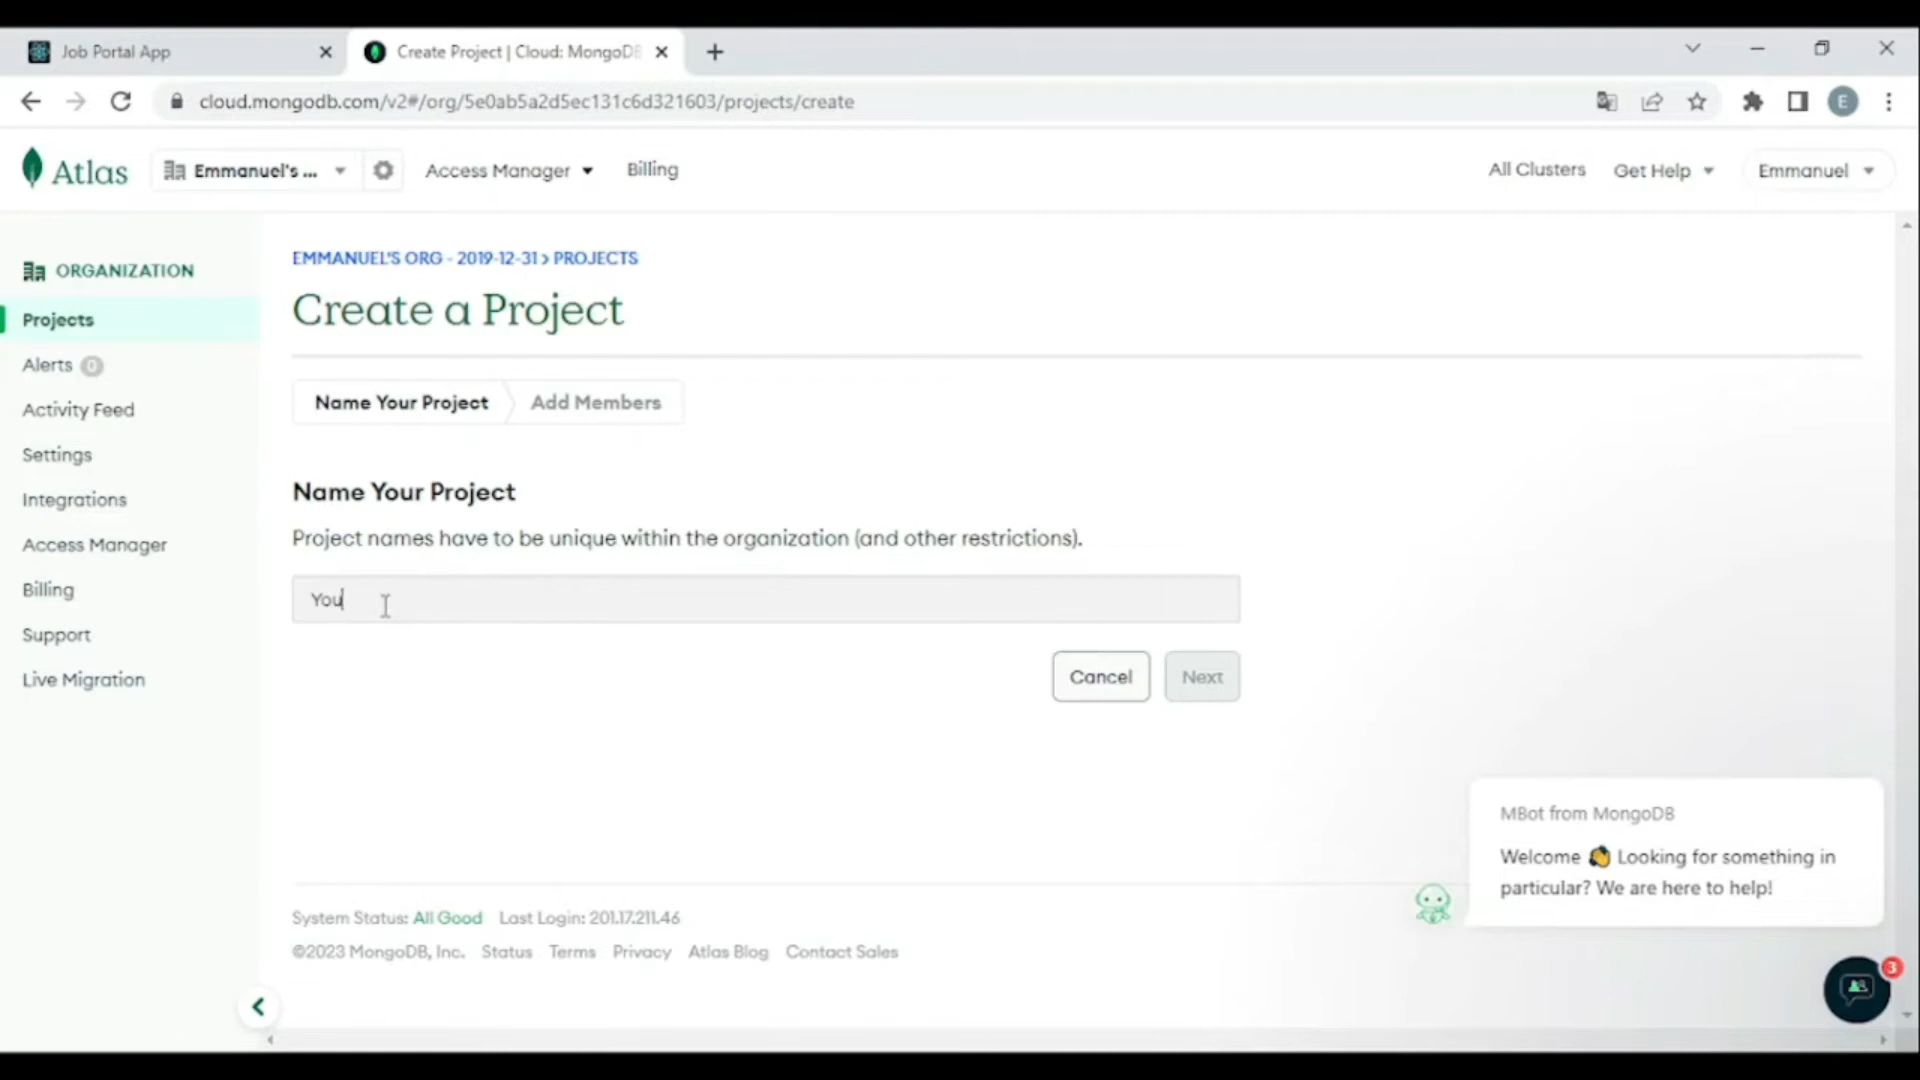 Job Portal App
Create Project | Cloud: MongoDB
cloud.mongodb.com/v2#/org/5e0ab5a2d5ec131c6d321603/projects/create
E
Atlas
Emmanuel's ...
Access Manager
Billing
All Clusters
Get Help
Emmanuel
ORGANIZATION
Projects
Alerts 0
Activity Feed
Settings
Integrations
Access Manager
Billing
Support
Live Migration
EMMANUEL'S ORG - 2019-12-31 > PROJECTS
Create a Project
Name Your Project
Add Members
Name Your Project
Project names have to be unique within the organization (and other restrictions).
You
Cancel
Next
MBot from MongoDB
Welcome 👋 Looking for something in
particular? We are here to help!
System Status: All Good Last Login: 201.17.211.46
©2023 MongoDB, Inc. Status Terms Privacy Atlas Blog Contact Sales
3